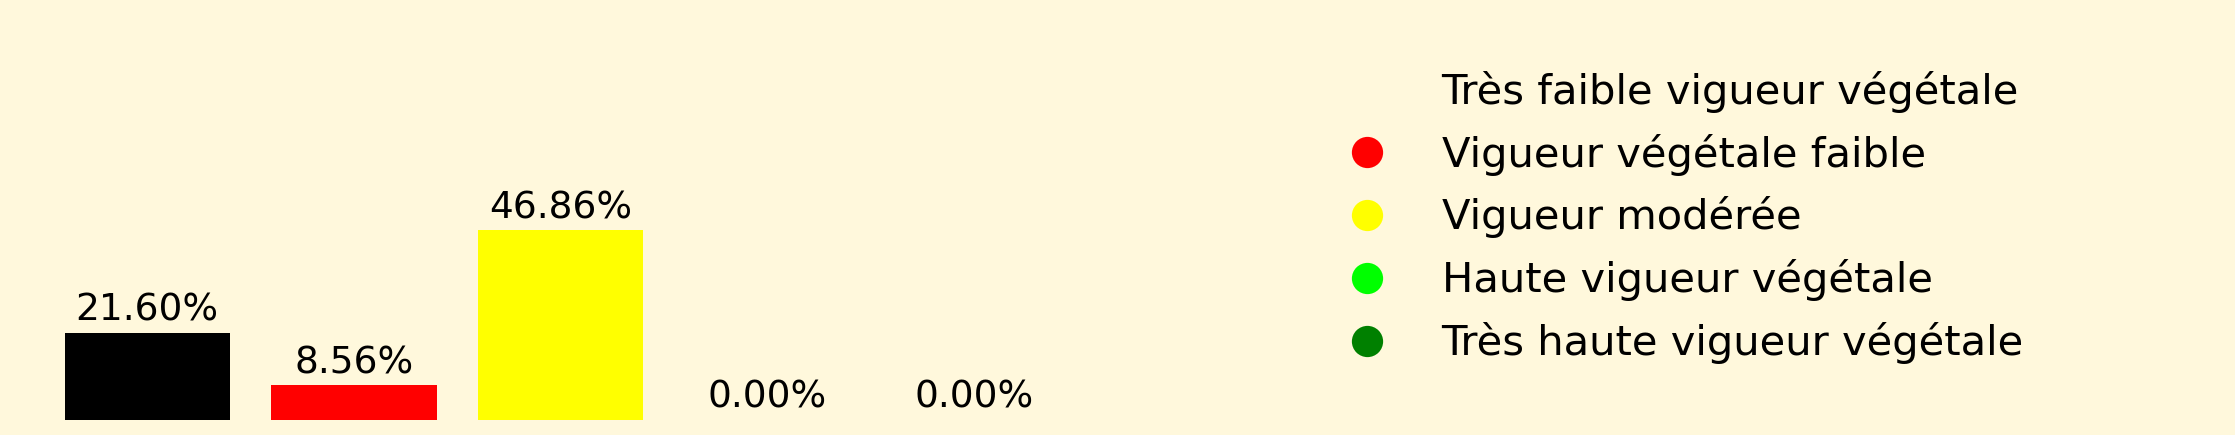 21.60%
8.56%
46.86%
0.00%
0.00%
Très faible vigueur végétale
Vigueur végétale faible
Vigueur modérée
Haute vigueur végétale
Très haute vigueur végétale